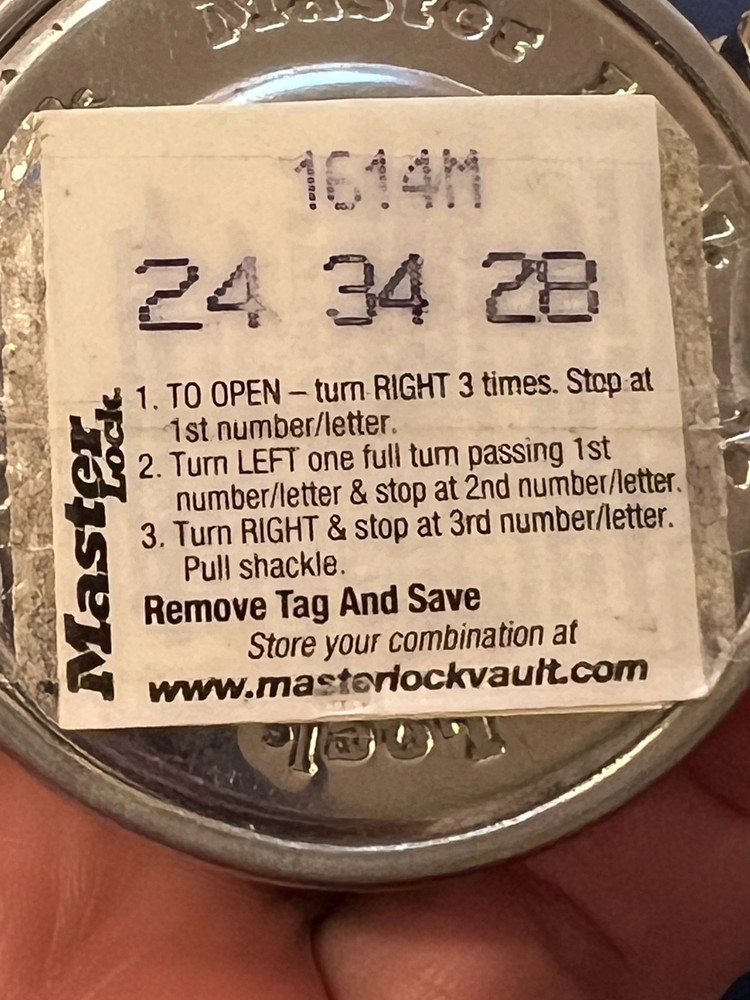 Master
1614M
24 34 28
1. TO OPEN – turn RIGHT 3 times. Stop at
1st number/letter.
2. Turn LEFT one full turn passing 1st
number/letter & stop at 2nd number/letter.
3. Turn RIGHT & stop at 3rd number/letter.
Pull shackle.
Remove Tag And Save
Store your combination at
www.masterlockvault.com
Master
Lock
Lock